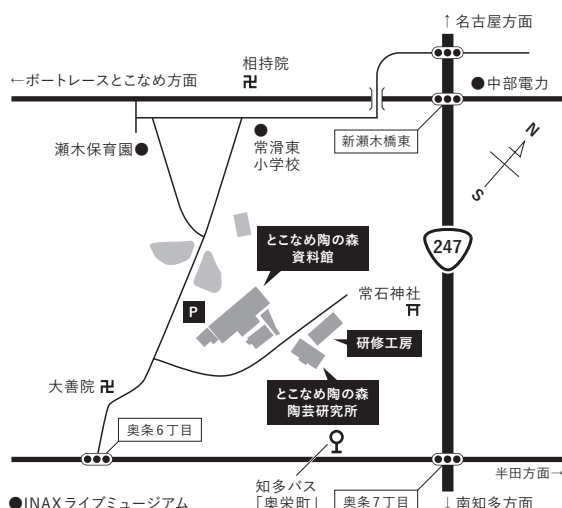 ↑名古屋方面
相持院
←ボートレースとこなめ方面
中部電力
瀬木保育園
常滑東
小学校
新瀬木橋東
N
S
とこなめ陶の森
資料館
247
常石神社
P
研修工房
大善院
とこなめ陶の森
陶芸研究所
奥条6丁目
半田方面→
知多バス
「奥栄町」
奥条7丁目
↓南知多方面
●INAXライブミュージアム